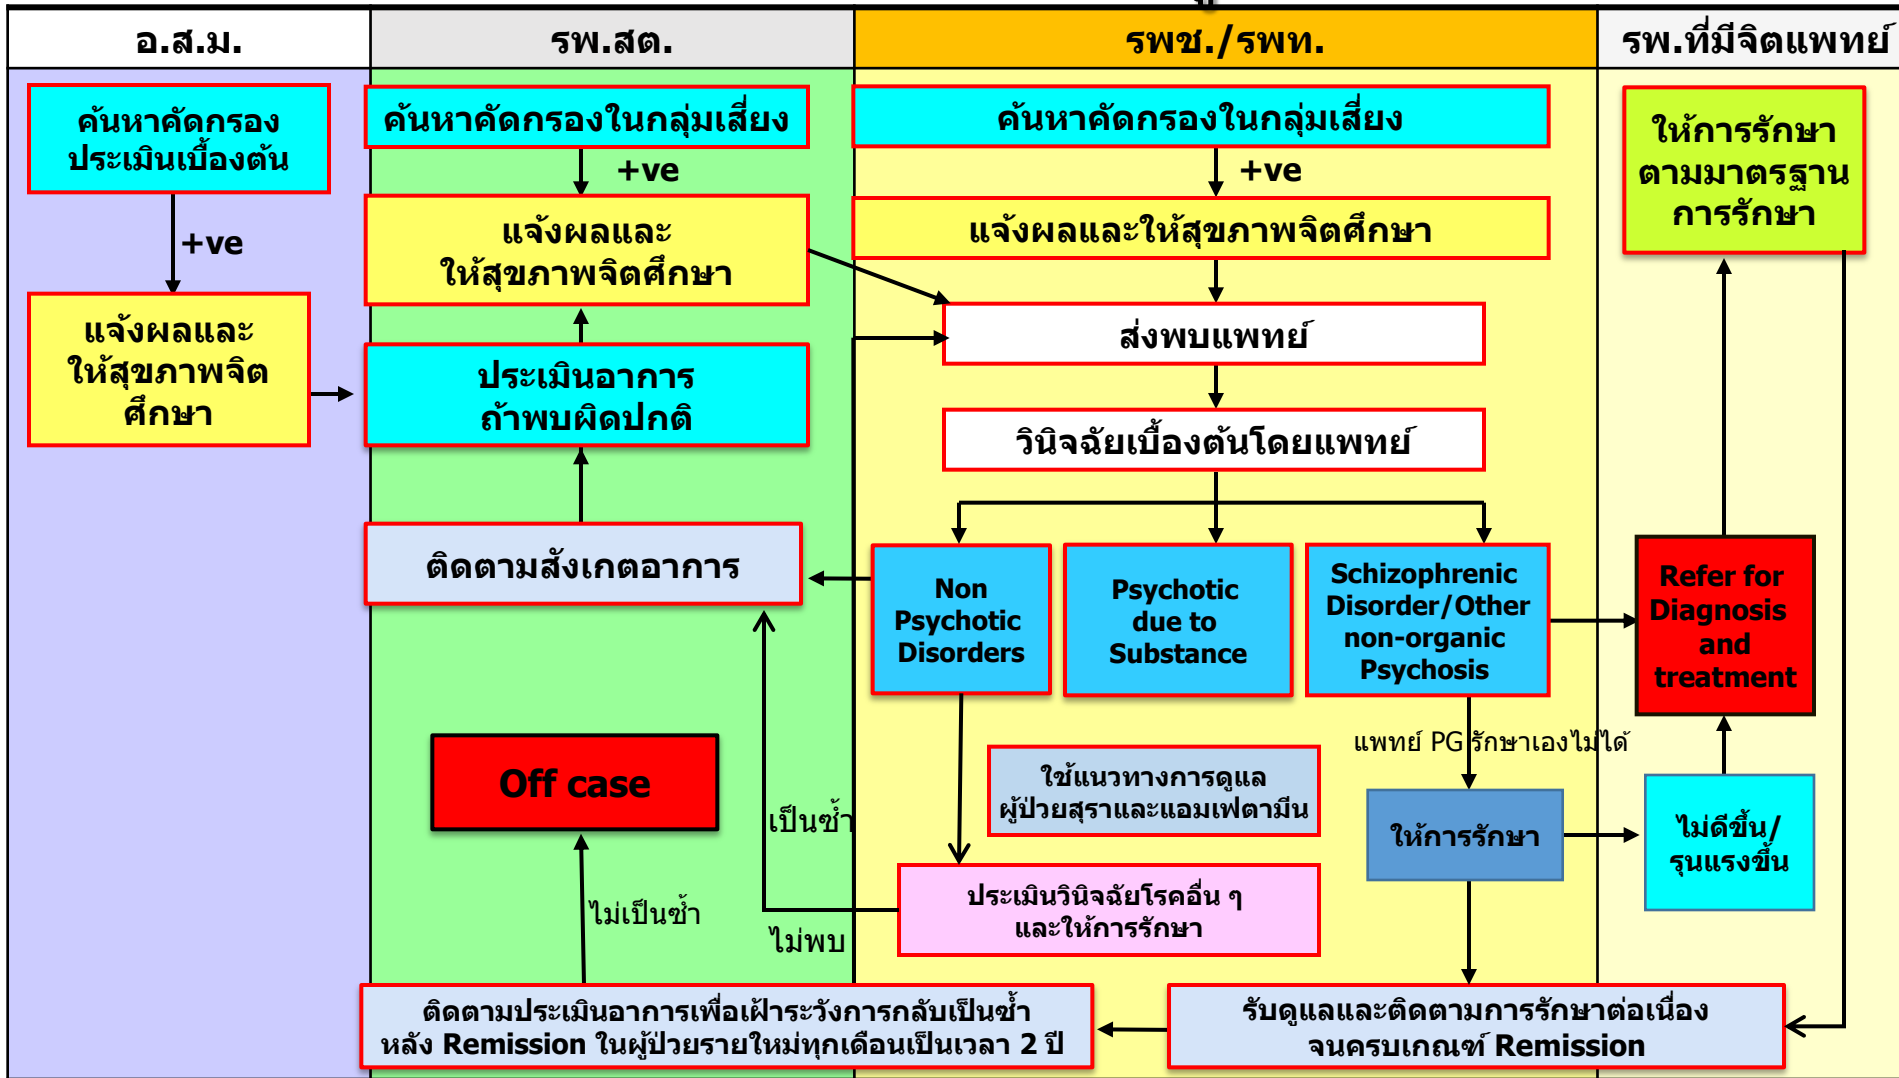 อ.ส.ม.
รพ.สต.
รพช./รพท.
รพ.ที่มีจิตแพทย์
ค้นหาคัดกรอง
ประเมินเบื้องต้น
+ve
แจ้งผลและ
ให้สุขภาพจิต
ศึกษา
ค้นหาคัดกรองในกลุ่มเสี่ยง
+ve
แจ้งผลและ
ให้สุขภาพจิตศึกษา
ประเมินอาการ
ถ้าพบผิดปกติ
ติดตามสังเกตอาการ
Off case
ไม่เป็นซ้ำ
เป็นซ้ำ
ไม่พบ
ค้นหาคัดกรองในกลุ่มเสี่ยง
+ve
แจ้งผลและให้สุขภาพจิตศึกษา
ส่งพบแพทย์
วินิจฉัยเบื้องต้นโดยแพทย์
Non
Psychotic
Disorders
Psychotic
due to
Substance
Schizophrenic
Disorder/Other
non-organic
Psychosis
แพทย์ PG รักษาเองไม่ได้
ใช้แนวทางการดูแล
ผู้ป่วยสุราและแอมเฟตามีน
ให้การรักษา
ประเมินวินิจฉัยโรคอื่น ๆ
และให้การรักษา
ให้การรักษา
ตามมาตรฐาน
การรักษา
Refer for
Diagnosis
and
treatment
ไม่ดีขึ้น/
รุนแรงขึ้น
ติดตามประเมินอาการเพื่อเฝ้าระวังการกลับเป็นซ้ำ
หลัง Remission ในผู้ป่วยรายใหม่ทุกเดือนเป็นเวลา 2 ปี
รับดูแลและติดตามการรักษาต่อเนื่อง
จนครบเกณฑ์ Remission